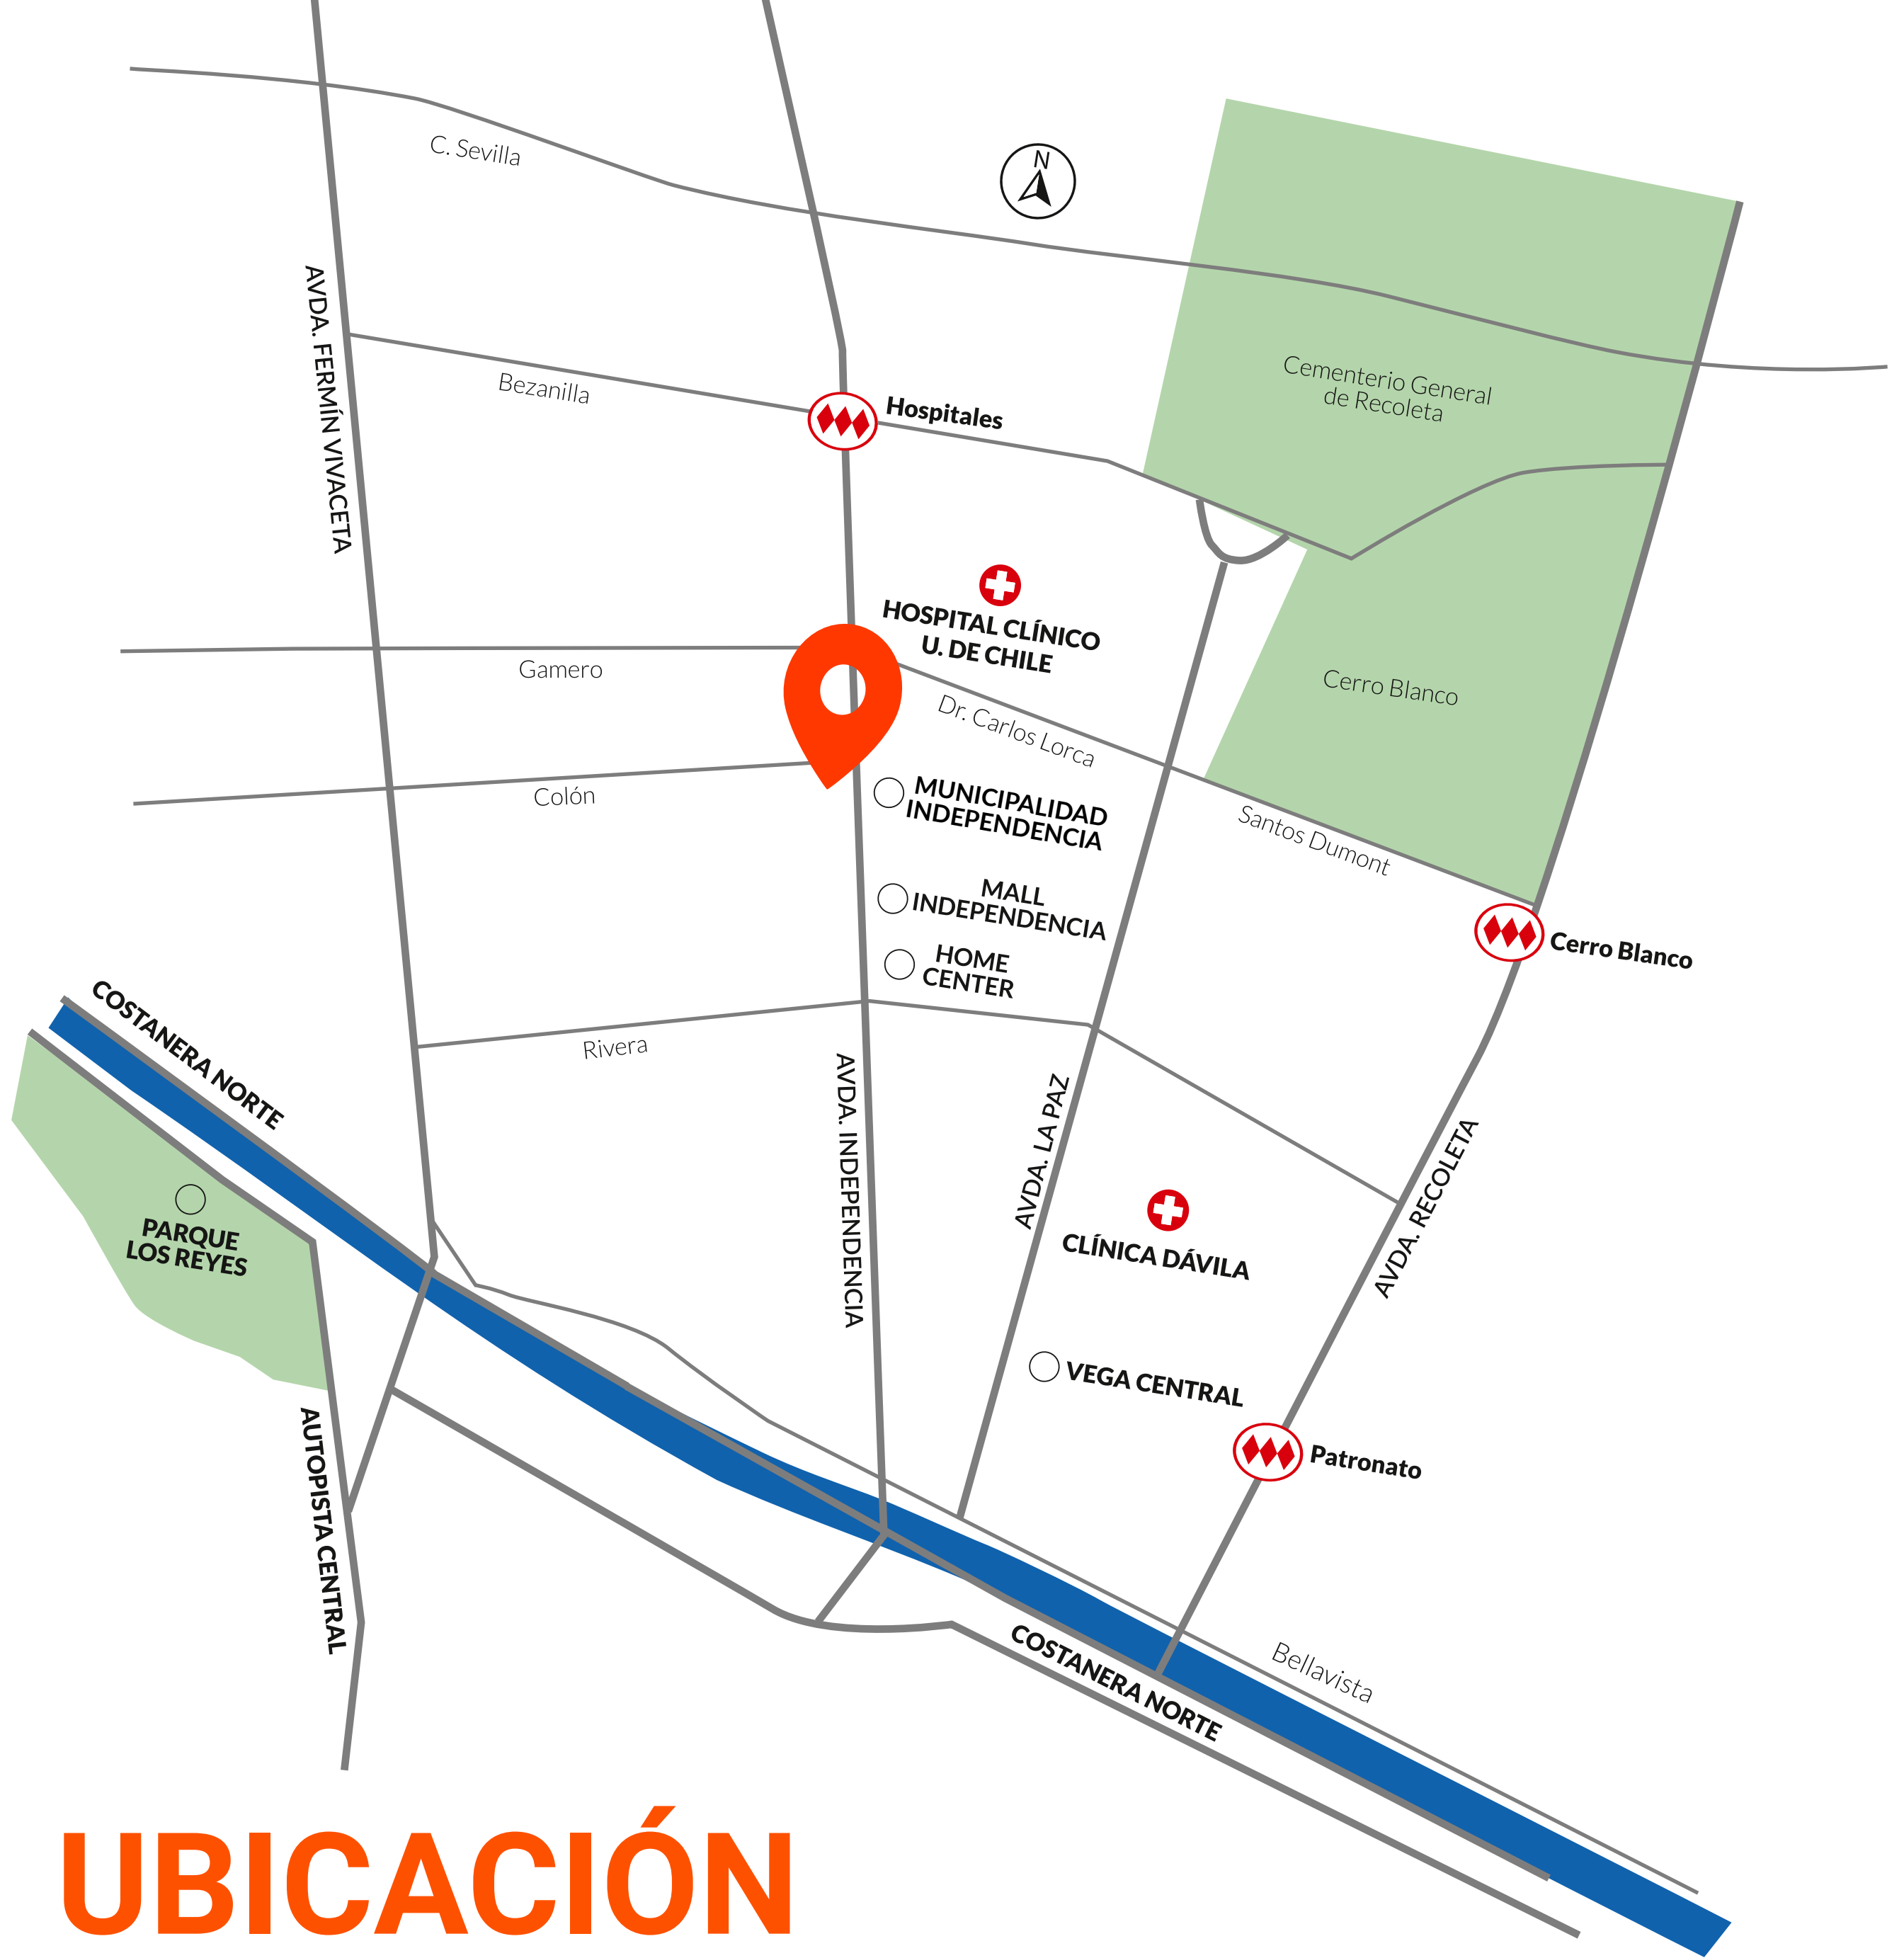 C. Sevilla
N
AVDA. FERMÍN VIVACETA
Bezanilla
Hospitales
Cementerio General
de Recoleta
HOSPITAL CLÍNICO
U. DE CHILE
Gamero
Dr. Carlos Lorca
Cerro Blanco
Colón
MUNICIPALIDAD
INDEPENDENCIA
Santos Dumont
MALL
INDEPENDENCIA
Cerro Blanco
HOME
CENTER
COSTANERA NORTE
Rivera
AVDA. INDEPENDENCIA
AVDA. LA PAZ
AVDA. RECOLETA
PARQUE
LOS REYES
CLÍNICA DÁVILA
VEGA CENTRAL
Patronato
AUTOPISTA CENTRAL
COSTANERA NORTE
Bellavista
UBICACIÓN